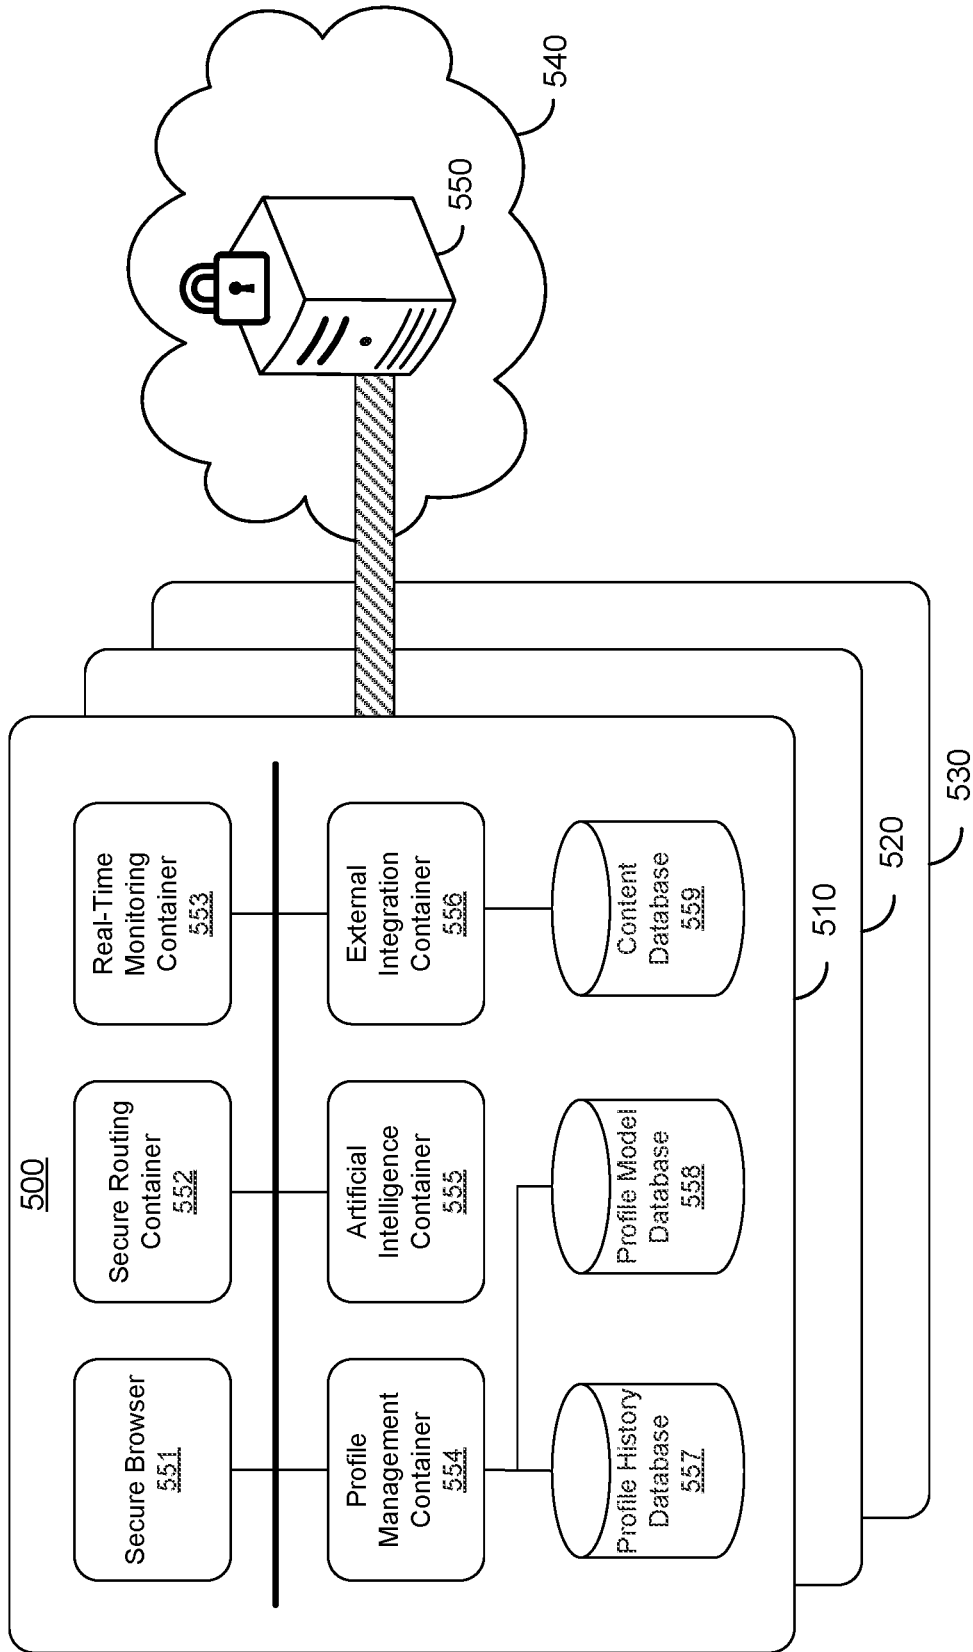 500
Secure Browser
551
Secure Routing
Container
552
Real-Time
Monitoring
Container
553
Profile
Management
Container
554
Artificial
Intelligence
Container
555
External
Integration
Container
556
Profile History
Database
557
Profile Model
Database
558
Content
Database
559
510
520
530
540
550